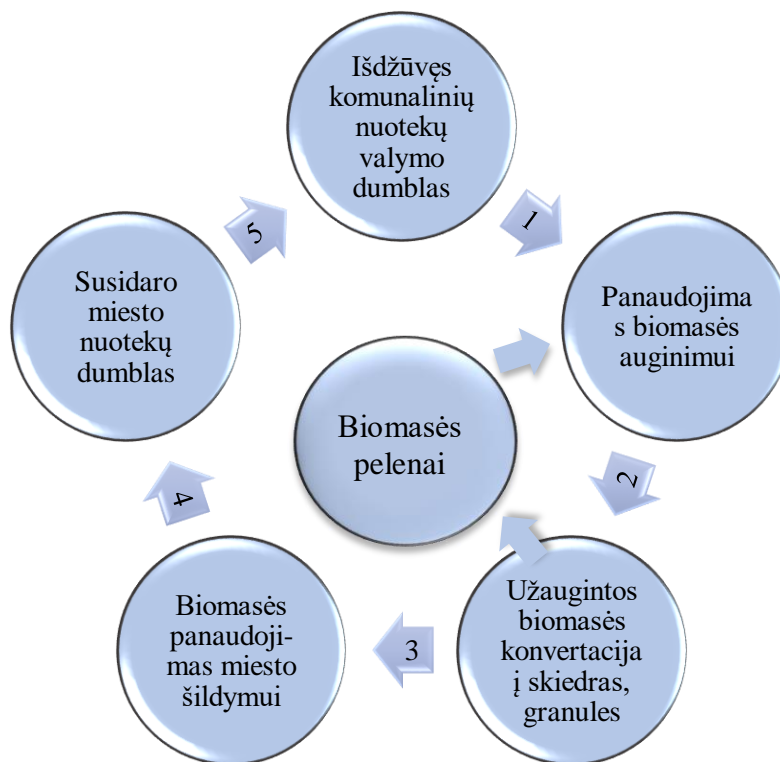 Išdžūvęs
komunalinių
nuotekų
valymo
dumblas
1
Panaudojima
s biomasės
auginimui
2
Užaugintos
biomasės
konvertacija
į skiedras,
granules
3
Biomasės
panaudoji-
mas miesto
šildymui
4
Susidaro
miesto
nuotekų
dumblas
5
Biomasės
pelenai